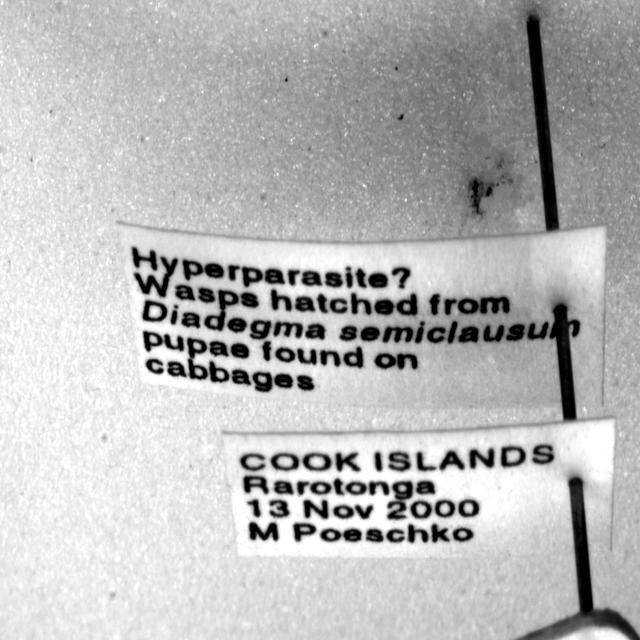 Hyperparasite?
Wasps hatched from
Diadegma semiclausum
pupae found on
cabbages
COOK ISLANDS
Rarotonga
13 Nov 2000
M Poeschko